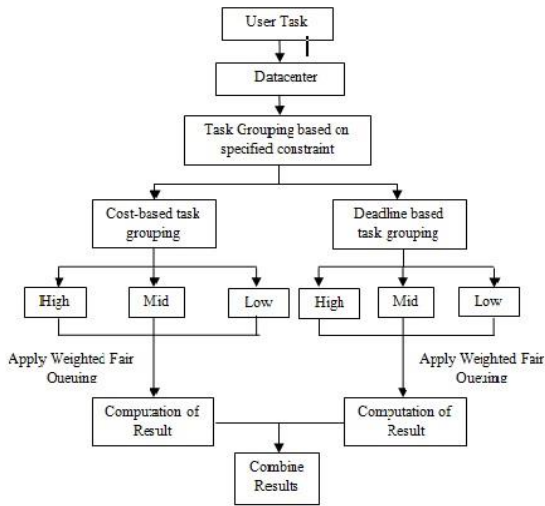 User Task
Datacenter
Task Grouping based on
specified constraint
Cost-based task
grouping
Deadline based
task grouping
High
Mid
Low
High
Mid
Low
Apply Weighted Fair
Queuing
Apply Weighted Fair
Queuing
Computation of
Result
Computation of
Result
Combine
Results